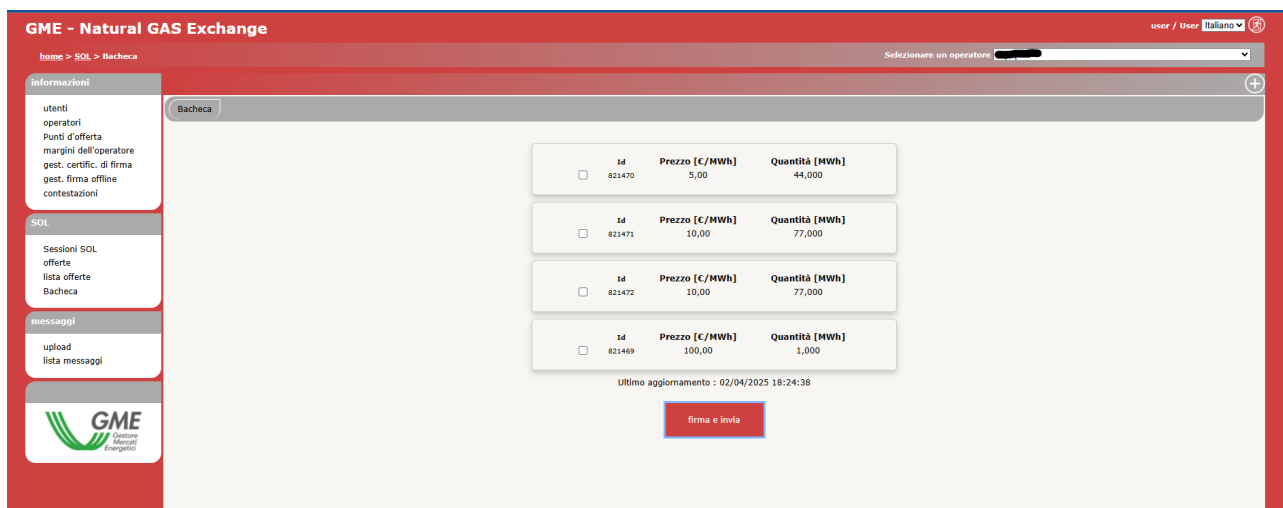 GME - Natural GAS Exchange
user / User Italiano
home > SOL > Bacheca
Selezionare un operatore
informazioni
utenti
operatori
Punti d'offerta
margini dell'operatore
gest. certific. di firma
gest. firma offline
contestazioni
SOL
Sessioni SOL
offerte
lista offerte
Bacheca
messaggi
upload
lista messaggi
GME
Gestore
Mercati
Energetici
Bacheca
Id Prezzo [€/MWh] Quantità [MWh]
821470 5,00 44,000
Id Prezzo [€/MWh] Quantità [MWh]
821471 10,00 77,000
Id Prezzo [€/MWh] Quantità [MWh]
821472 10,00 77,000
Id Prezzo [€/MWh] Quantità [MWh]
821469 100,00 1,000
Ultimo aggiornamento : 02/04/2025 18:24:38
firma e invia